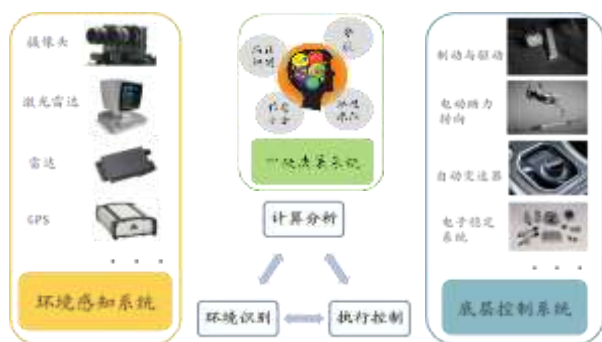 摄像头
激光雷达
雷达
GPS
. . .
环境感知系统
计算分析
环境识别
执行控制
制动与驱动
电动助力
转向
自动变速器
电子稳定
系统
. . .
底层控制系统